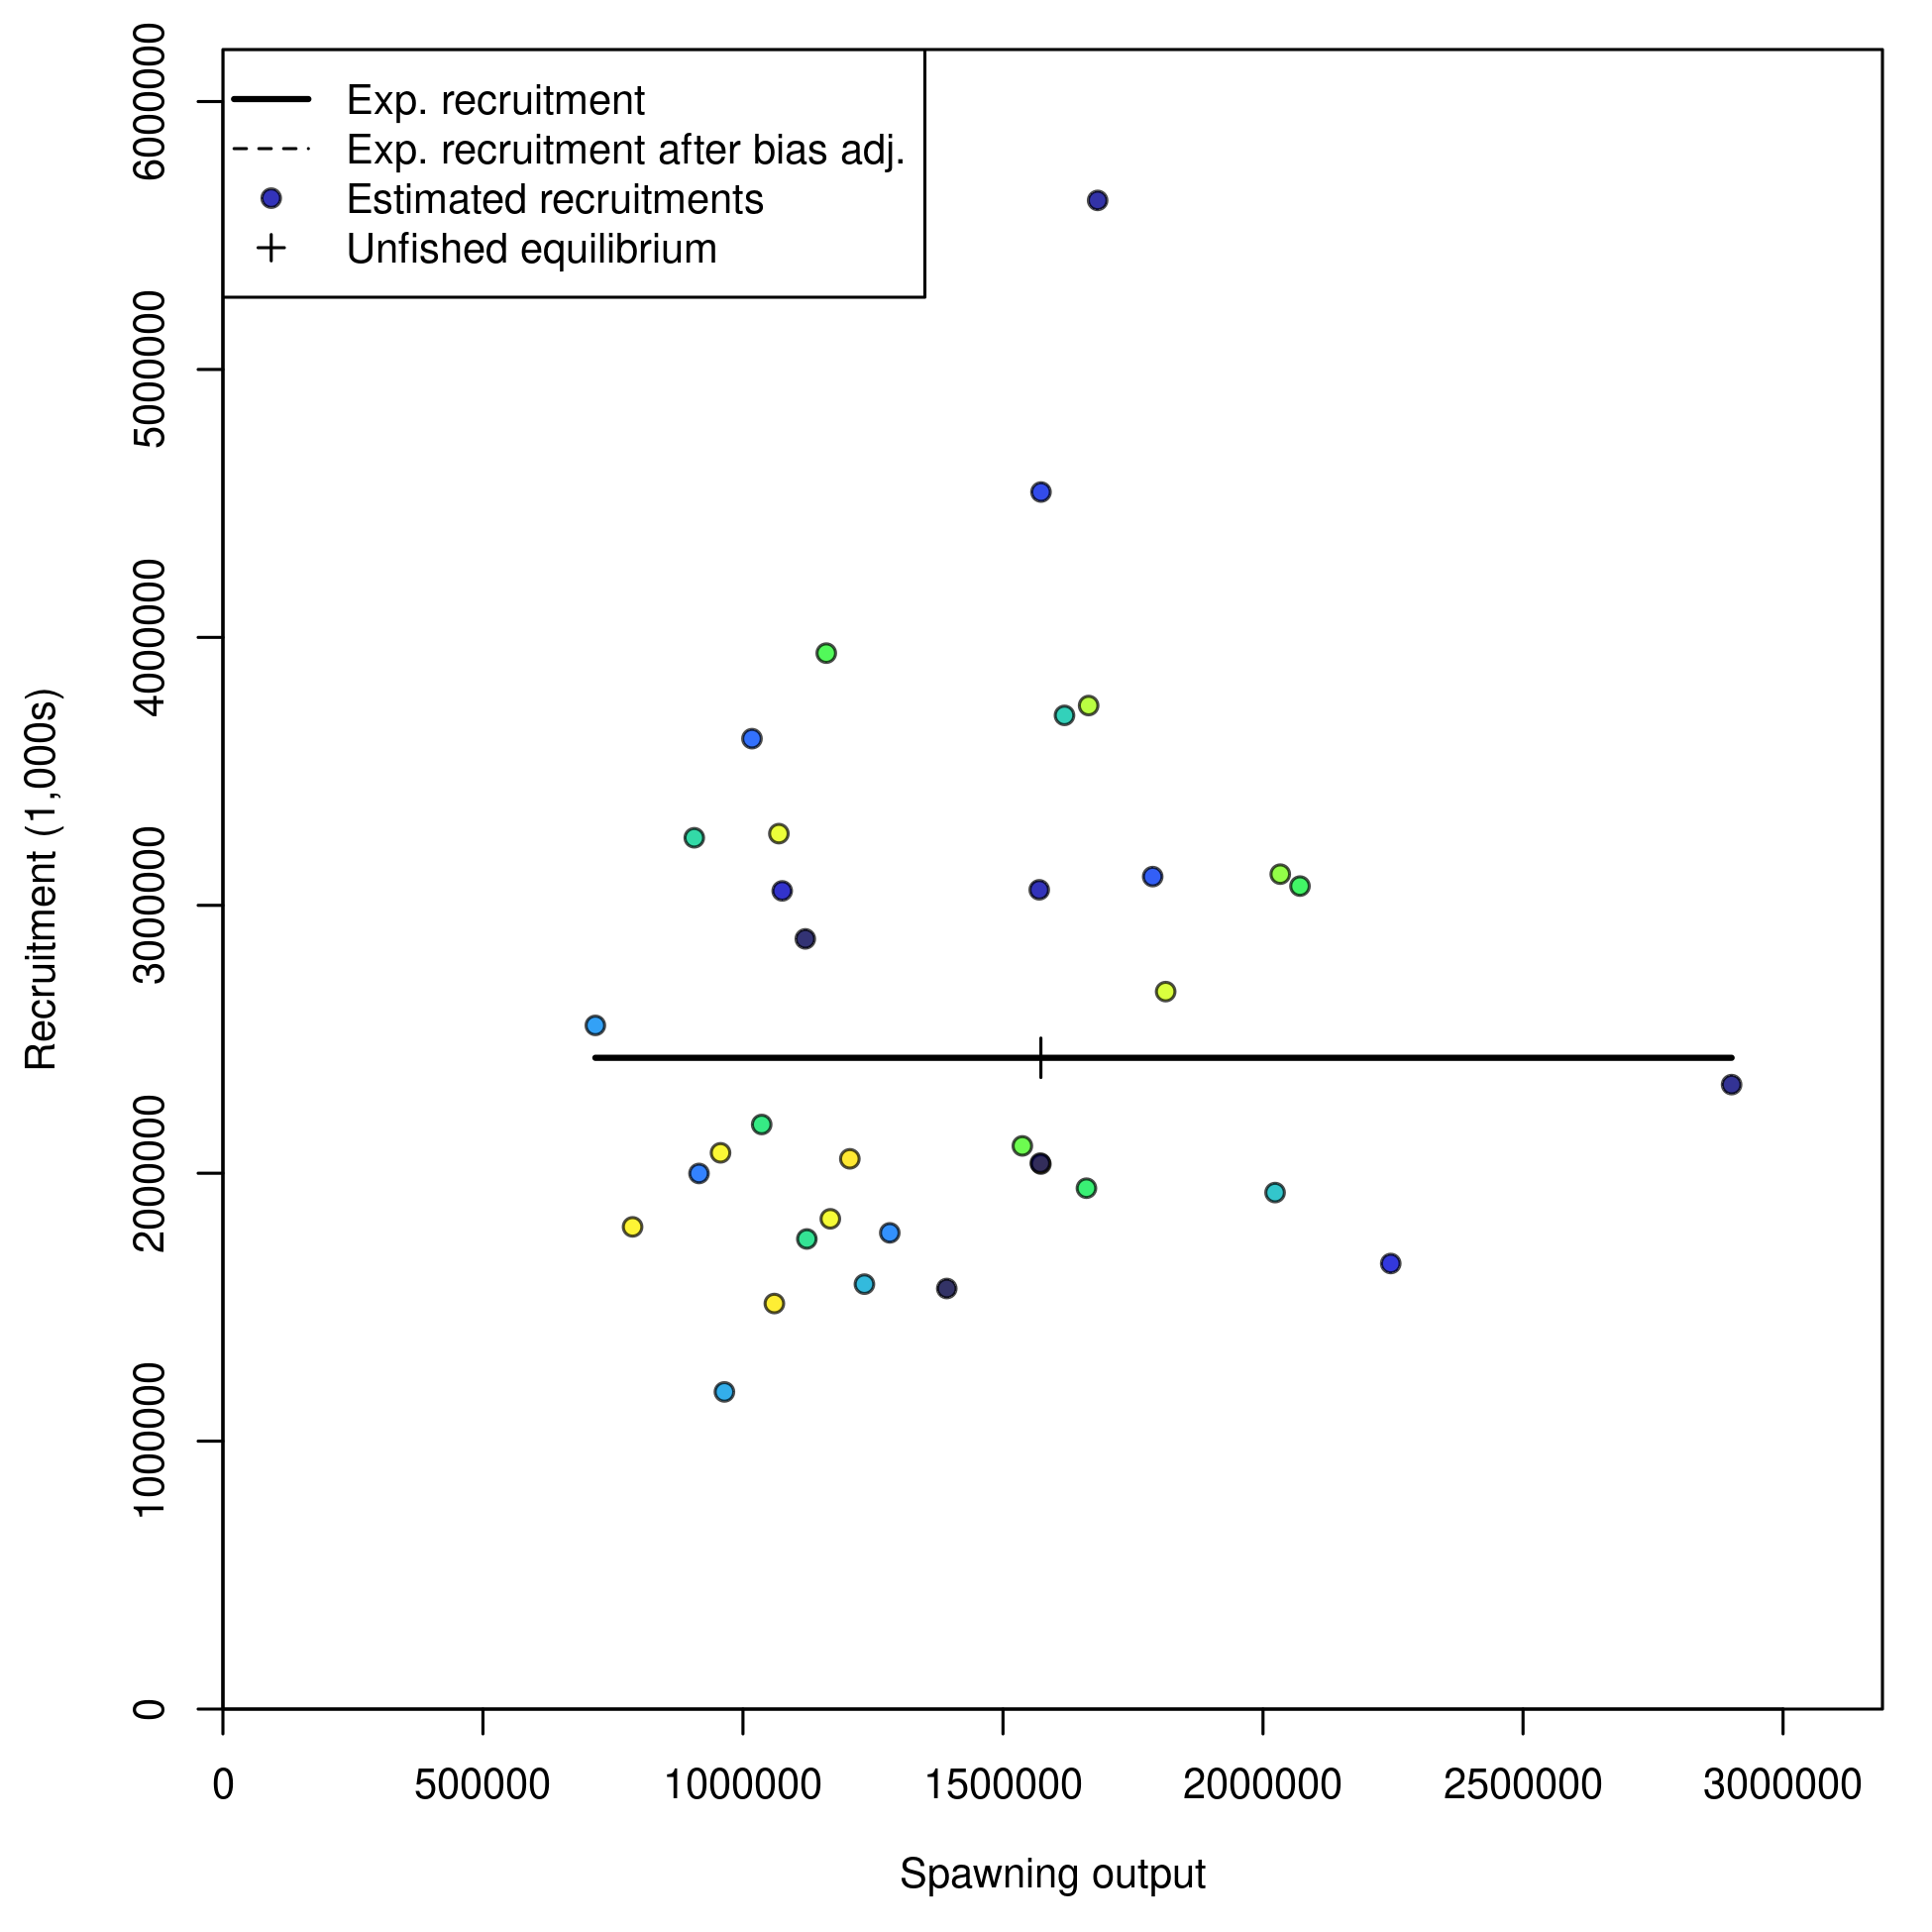 Exp. recruitment
Exp. recruitment after bias adj.
Estimated recruitments
Unfished equilibrium
Recruitment (1,000s)
6000000
5000000
4000000
3000000
2000000
1000000
0
0 500000 1000000 1500000 2000000 2500000 3000000
Spawning output